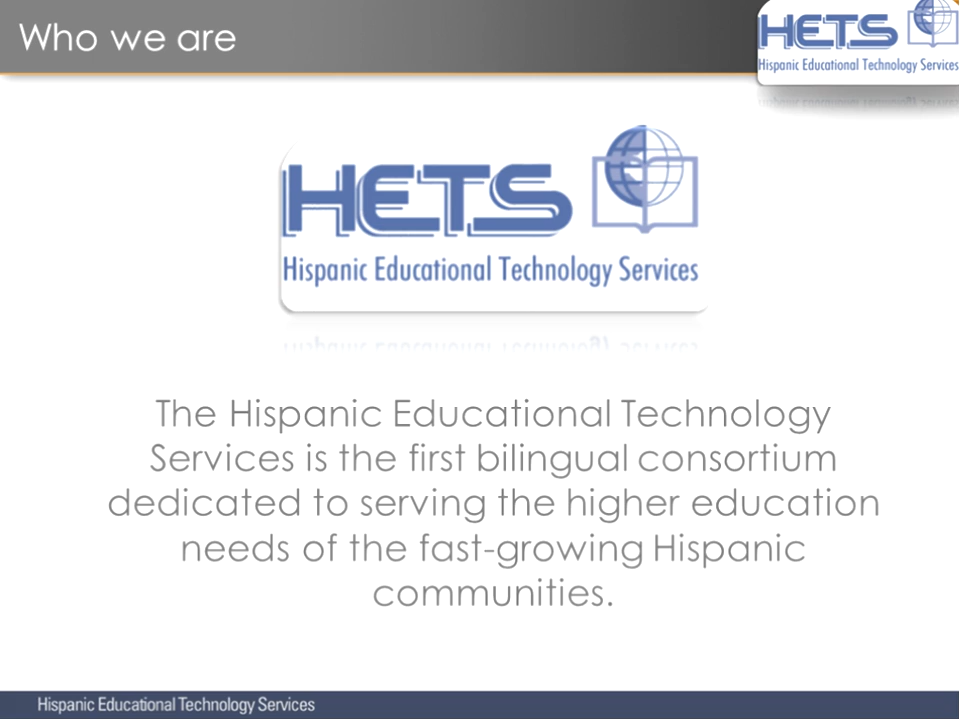 Who we are
HETS
Hispanic Educational Technology Services
HETS
Hispanic Educational Technology Services
The Hispanic Educational Technology
Services is the first bilingual consortium
dedicated to serving the higher education
needs of the fast-growing Hispanic
communities.
Hispanic Educational Technology Services